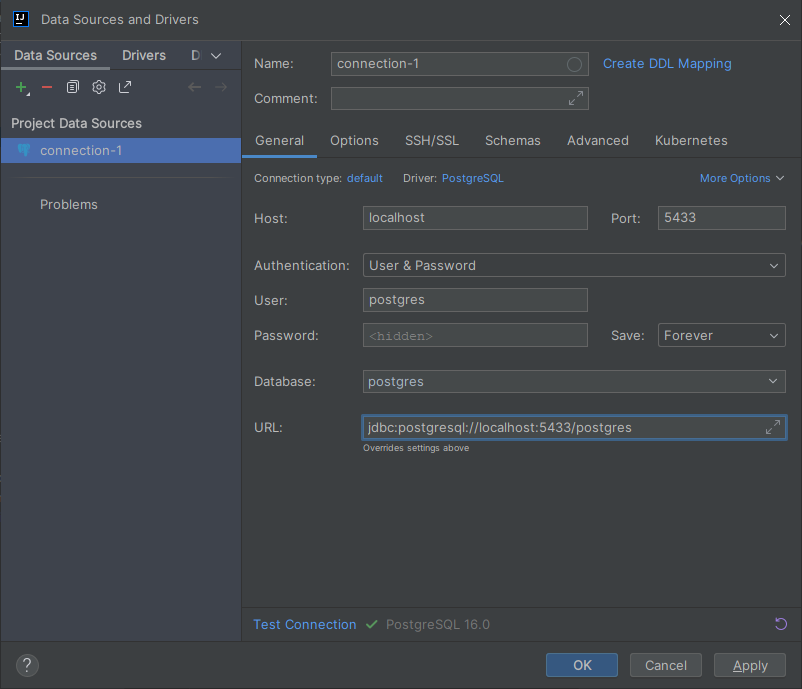 IJ
Data Sources and Drivers
Data Sources Drivers D
Name: connection-1 Create DDL Mapping
Comment:
Project Data Sources
connection-1
Problems
General Options SSH/SSL Schemas Advanced Kubernetes
Connection type: default Driver: PostgreSQL More Options
Host: localhost Port: 5433
Authentication: User & Password
User: postgres
Password: <hidden> Save: Forever
Database: postgres
URL: jdbc:postgresql://localhost:5433/postgres
Overrides settings above
Test Connection PostgreSQL 16.0
? OK Cancel Apply